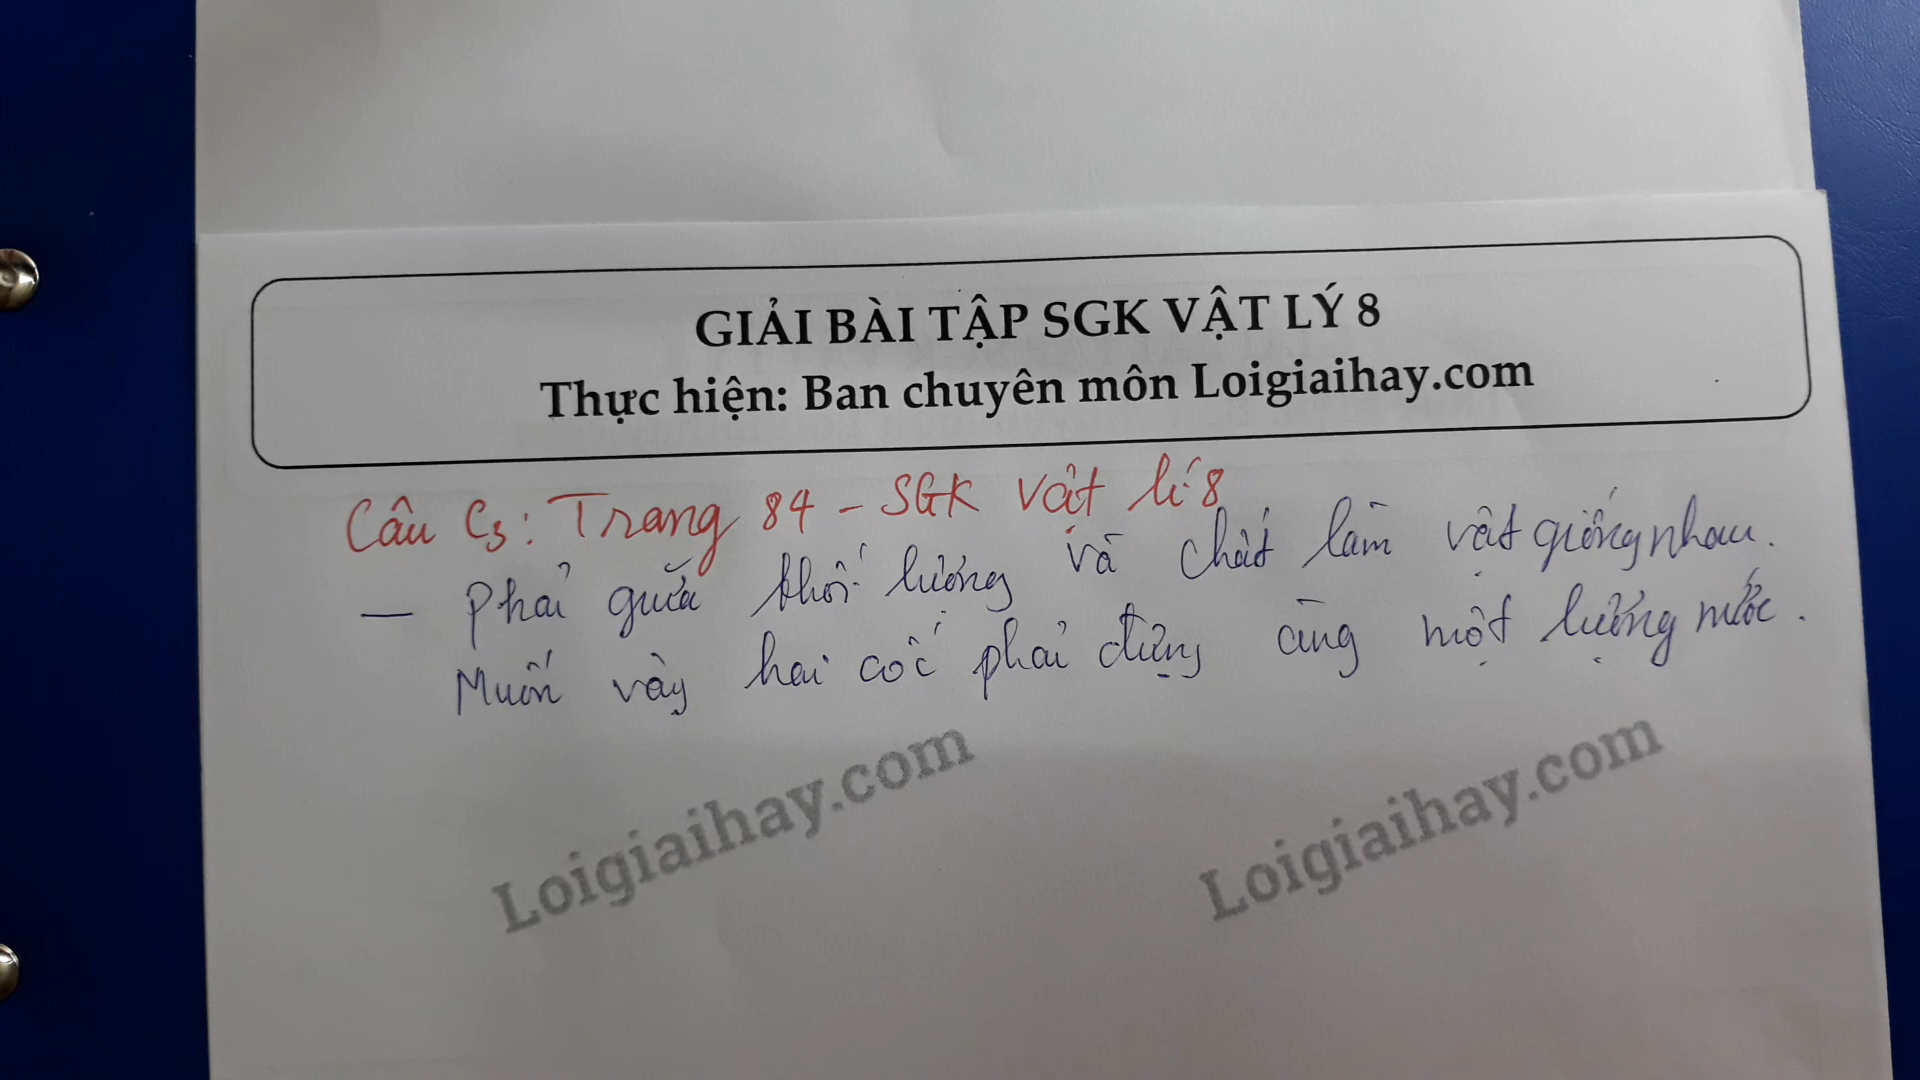 GIẢI BÀI TẬP SGK VẬT LÝ 8
Thực hiện: Ban chuyên môn Loigiaihay.com
Câu C3: Trang 84 - SGK Vật lí 8
- Phải giữa khối lượng và chất làm vật giống nhau.
Muốn vậy hai cốc phải đựng cùng một lượng nước.
Loigiaihay.com
Loigiaihay.com